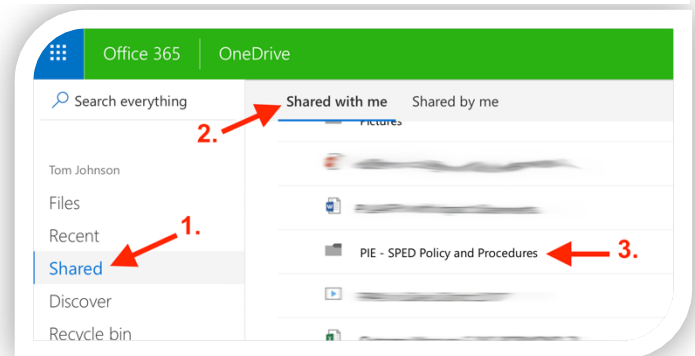 Office 365 OneDrive
Search everything
Shared with me Shared by me
2.
Pictures
Tom Johnson
Files
1.
Recent
Shared
PIE - SPED Policy and Procedures
3.
Discover
Recycle bin